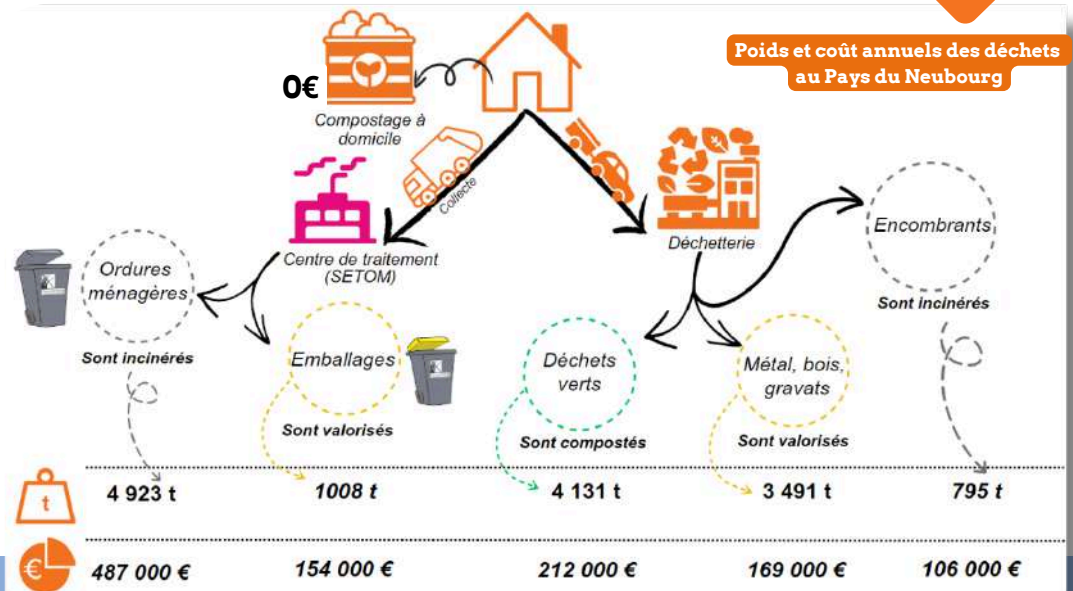 Poids et coût annuels des déchets
au Pays du Neubourg
0€
Compostage à
domicile
Collecte
Centre de traitement
(SETOM)
Déchetterie
Encombrants
Sont incinérés
Ordures
ménagères
Sont incinérés
Emballages
Sont valorisés
Déchets
verts
Sont compostés
Métal, bois,
gravats
Sont valorisés
t
4 923 t
1008 t
4 131 t
3 491 t
795 t
€
487 000 €
154 000 €
212 000 €
169 000 €
106 000 €